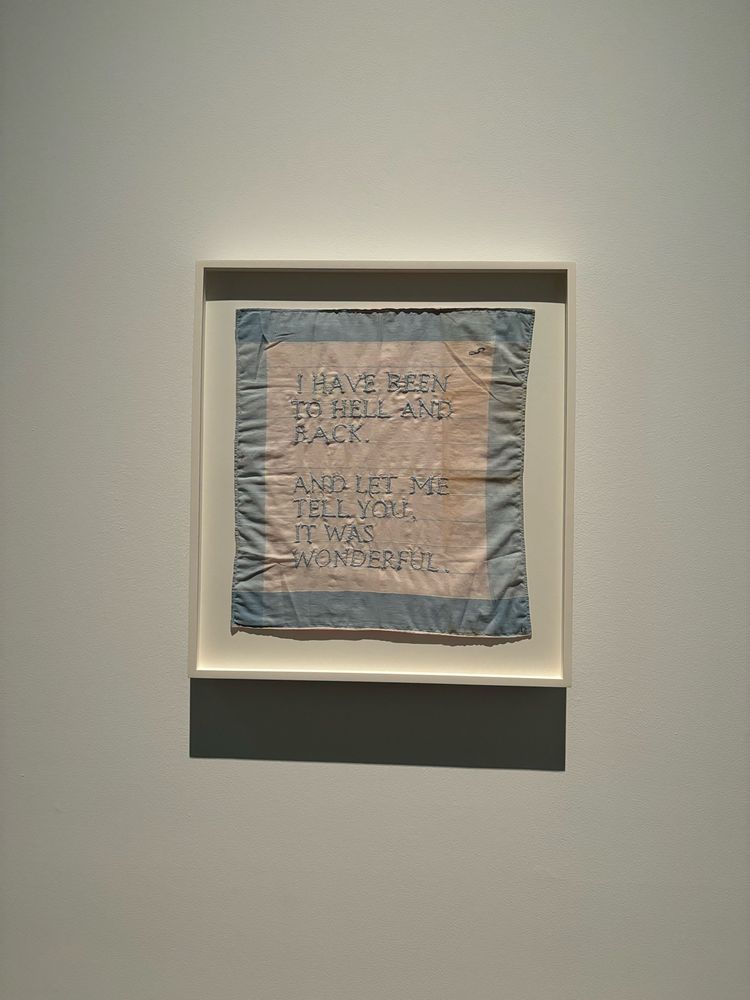 I HAVE BEEN
TO HELL AND
BACK.
AND LET ME
TELL YOU,
IT WAS
WONDERFUL.